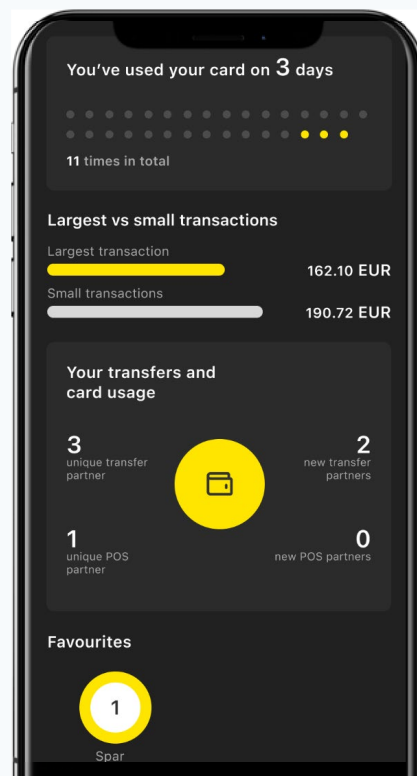 You've used your card on 3 days
11 times in total
Largest vs small transactions
Largest transaction
162.10 EUR
Small transactions
190.72 EUR
Your transfers and
card usage
3
unique transfer
partner
2
new transfer
partners
1
unique POS
partner
0
new POS partners
Favourites
1
Spar